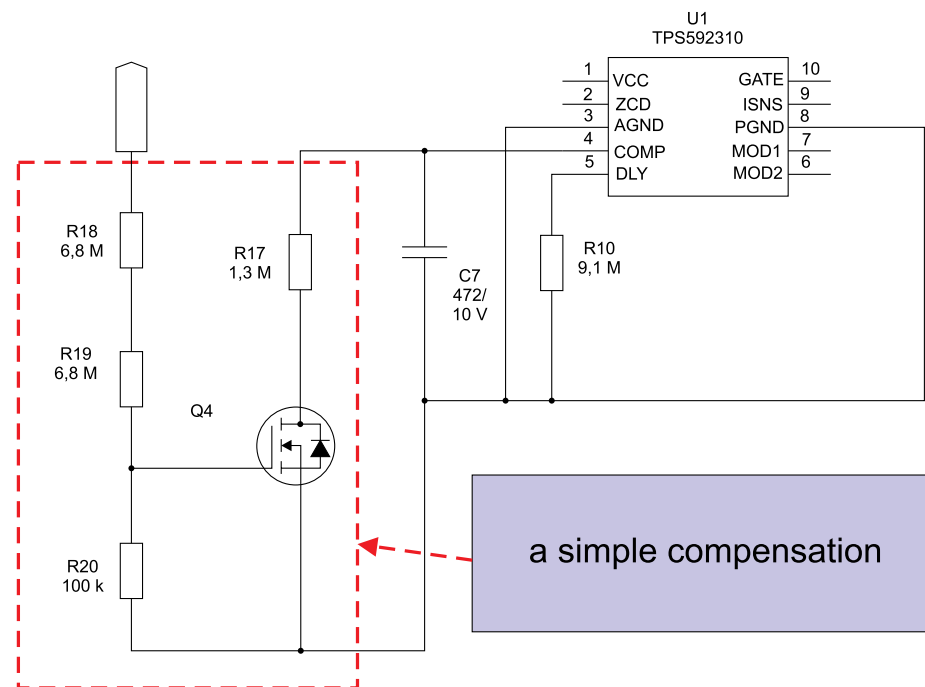 U1
TPS592310
1 VCC
2 ZCD
3 AGND
4 COMP
5 DLY
GATE 10
ISNS 9
PGND 8
MOD1 7
MOD2 6
R18
6,8 M
R17
1,3 M
R10
9,1 M
C7
472/
10 V
R19
6,8 M
Q4
R20
100 k
a simple compensation